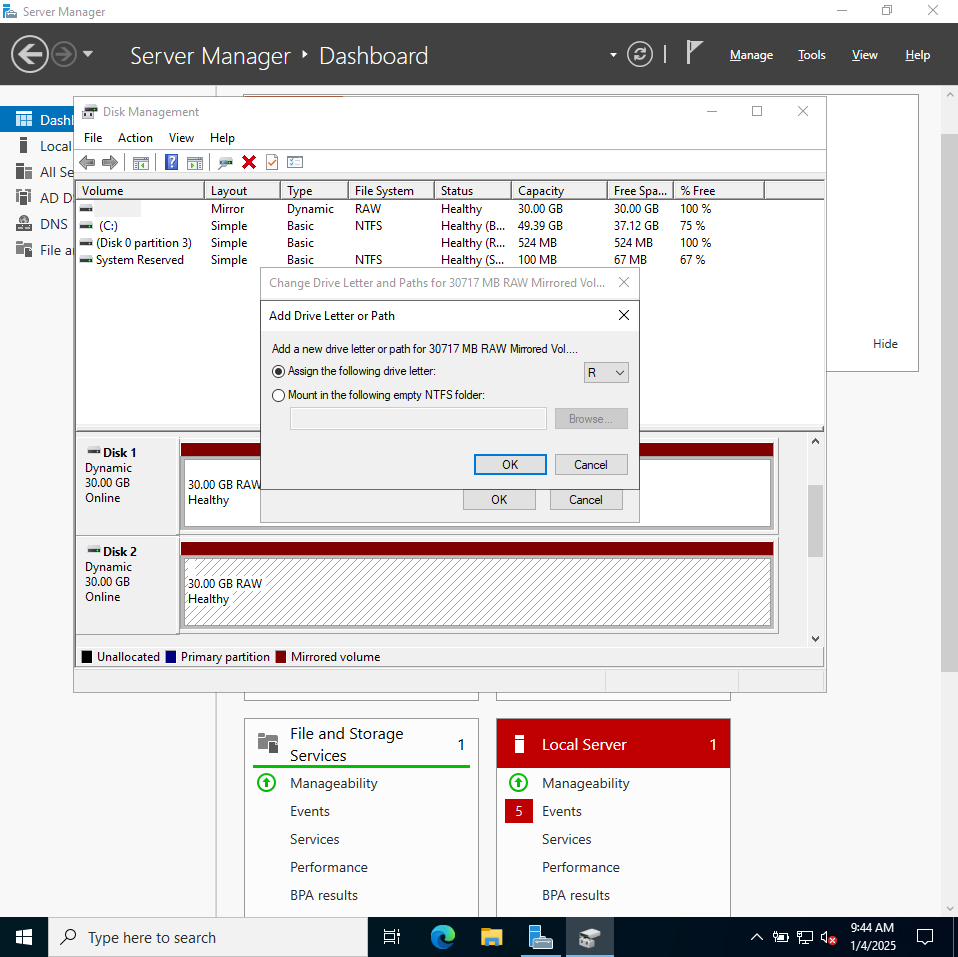 Server Manager
Server Manager • Dashboard
Manage Tools View Help
Dashb
Local
All Se
AD D
DNS
File a
Hide
Disk Management
File Action View Help
Volume Layout Type File System Status Capacity Free Spa... % Free
Mirror Dynamic RAW Healthy 30.00 GB 30.00 GB 100 %
(C:) Simple Basic NTFS Healthy (B... 49.39 GB 37.12 GB 75 %
(Disk 0 partition 3) Simple Basic Healthy (R... 524 MB 524 MB 100 %
System Reserved Simple Basic NTFS Healthy (S... 100 MB 67 MB 67 %
Change Drive Letter and Paths for 30717 MB RAW Mirrored Vol...
Add Drive Letter or Path
Add a new drive letter or path for 30717 MB RAW Mirrored Vol....
Assign the following drive letter: R
Mount in the following empty NTFS folder:
Browse...
OK Cancel
OK Cancel
Disk 1
Dynamic
30.00 GB
Online
30.00 GB RAW
Healthy
Disk 2
Dynamic
30.00 GB
Online
30.00 GB RAW
Healthy
Unallocated Primary partition Mirrored volume
File and Storage
Services
1
Manageability
Events
Services
Performance
BPA results
Local Server 1
Manageability
5 Events
Services
Performance
BPA results
Type here to search
9:44 AM
1/4/2025